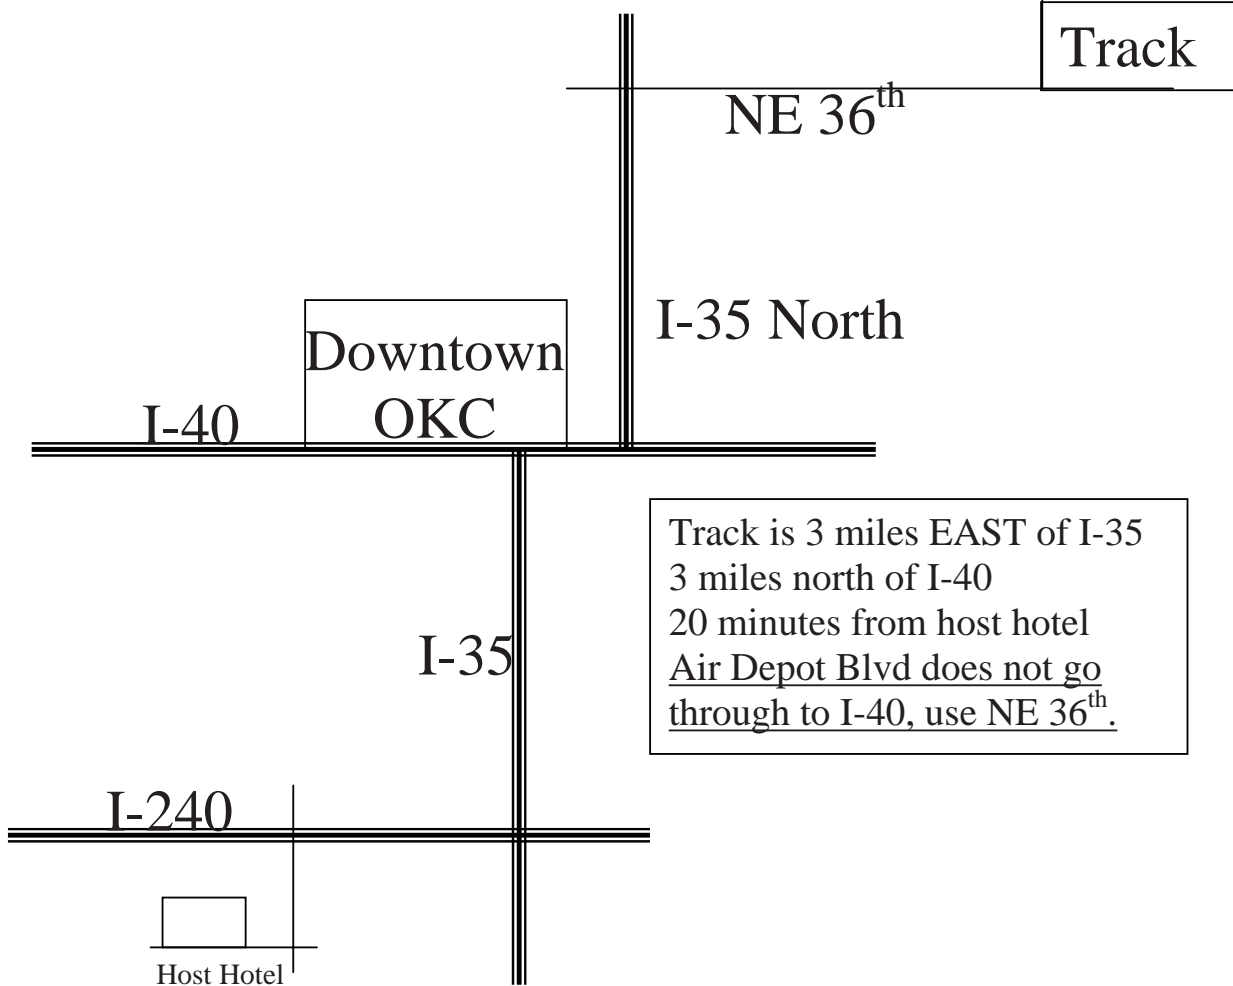 Track
NE 36th
I-35 North
Downtown
OKC
I-40
Track is 3 miles EAST of I-35
3 miles north of I-40
20 minutes from host hotel
Air Depot Blvd does not go
through to I-40, use NE 36th.
I-35
I-240
Host Hotel